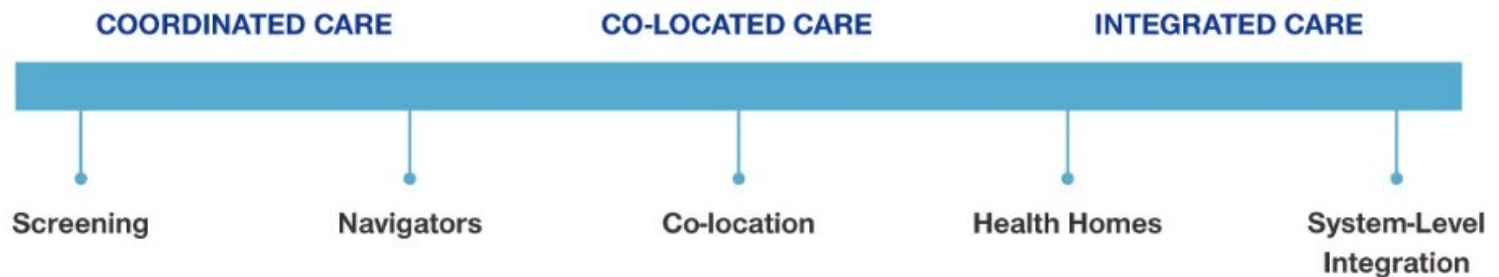 COORDINATED CARE
CO-LOCATED CARE
INTEGRATED CARE
Screening
Navigators
Co-location
Health Homes
System-Level
Integration